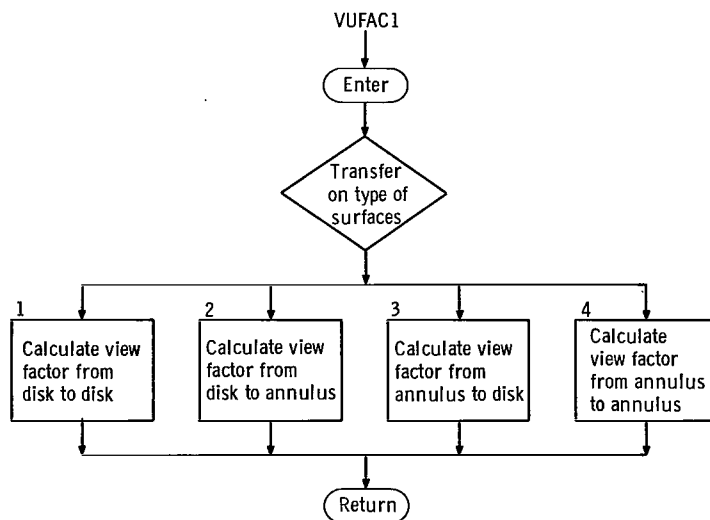 VUFAC1
Enter
Transfer
on type of
surfaces
1
Calculate view
factor from
disk to disk
2
Calculate view
factor from
disk to annulus
3
Calculate view
factor from
annulus to disk
4
Calculate
view factor
from annulus
to annulus
Return